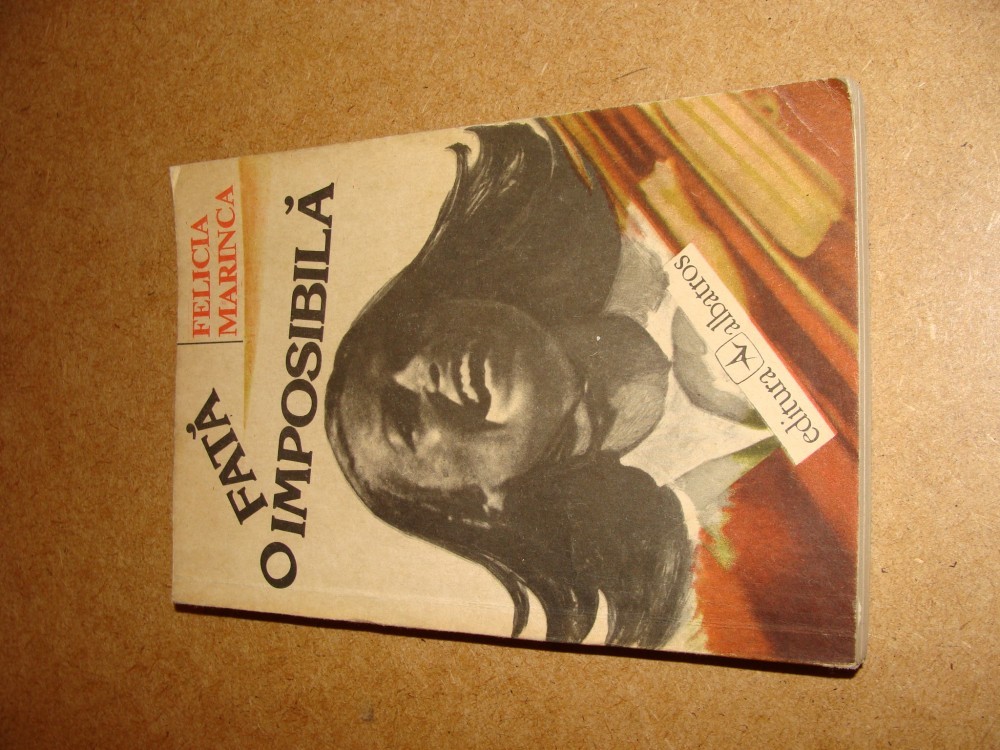 FELICIA
MARINCA
O FATĂ
IMPOSIBILĂ
editura albatros